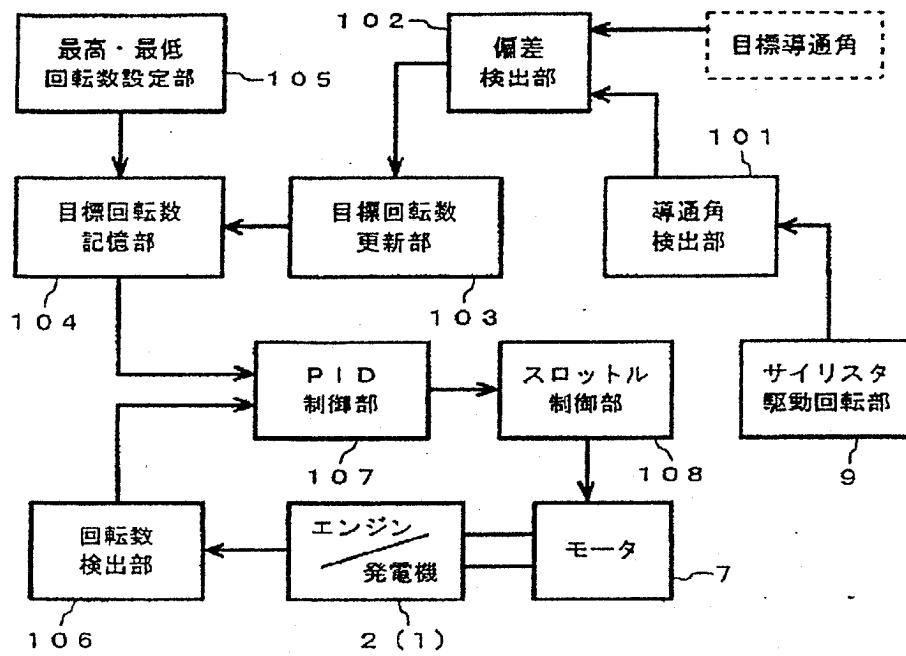 最高・最低
回転数設定部
105
102
偏差
検出部
目標導通角
101
導通角
検出部
目標回転数
記憶部
104
目標回転数
更新部
103
PID
制御部
107
スロットル
制御部
108
サイリスタ
駆動回転部
9
回転数
検出部
106
エンジン
発電機
2(1)
モータ
7